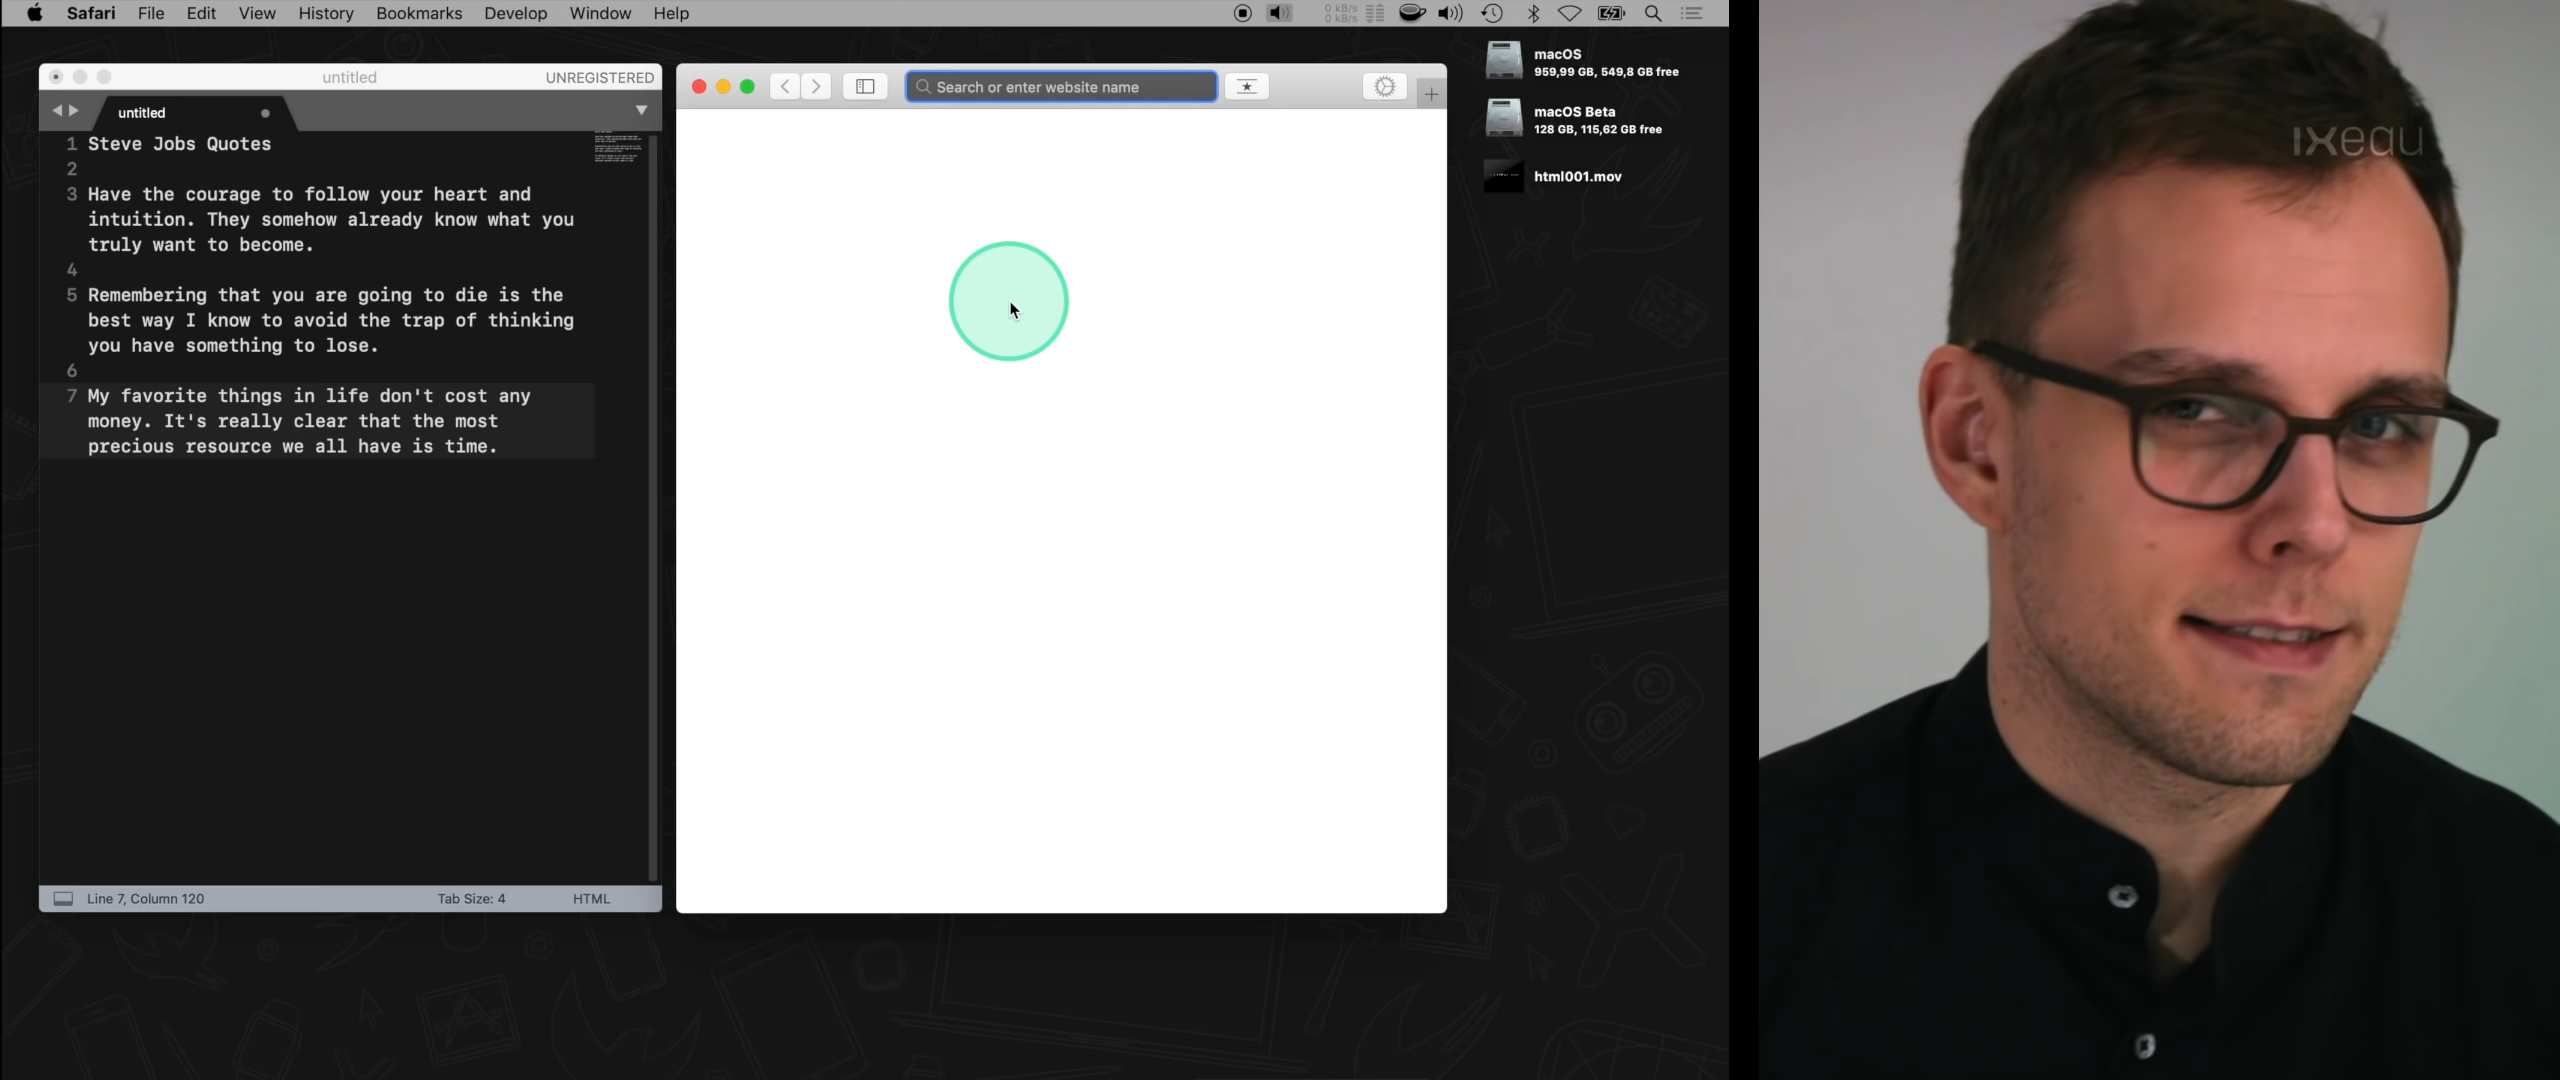 Safari File Edit View History Bookmarks Develop Window Help
0 kB/s
0 kB/s
untitled UNREGISTERED
untitled
1 Steve Jobs Quotes
2
3 Have the courage to follow your heart and
intuition. They somehow already know what you
truly want to become.
4
5 Remembering that you are going to die is the
best way I know to avoid the trap of thinking
you have something to lose.
6
7 My favorite things in life don't cost any
money. It's really clear that the most
precious resource we all have is time.
Line 7, Column 120 Tab Size: 4 HTML
Search or enter website name
macOS
959,99 GB, 549,8 GB free
macOS Beta
128 GB, 115,62 GB free
html001.mov
IXedu